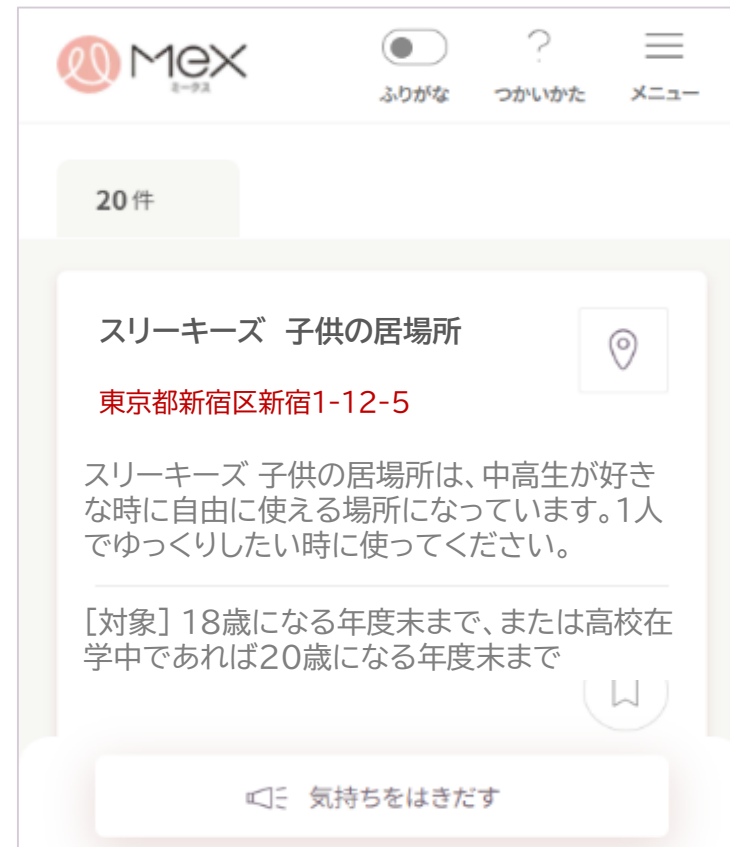 Mex
ミークス
ふりがな
つかいかた
メニュー
20件
スリーキーズ 子供の居場所
東京都新宿区新宿1-12-5
スリーキーズ 子供の居場所は、中高生が好き
な時に自由に使える場所になっています。1人
でゆっくりしたい時に使ってください。
[対象] 18歳になる年度末まで、または高校在
学中であれば20歳になる年度末まで
気持ちをはきだす